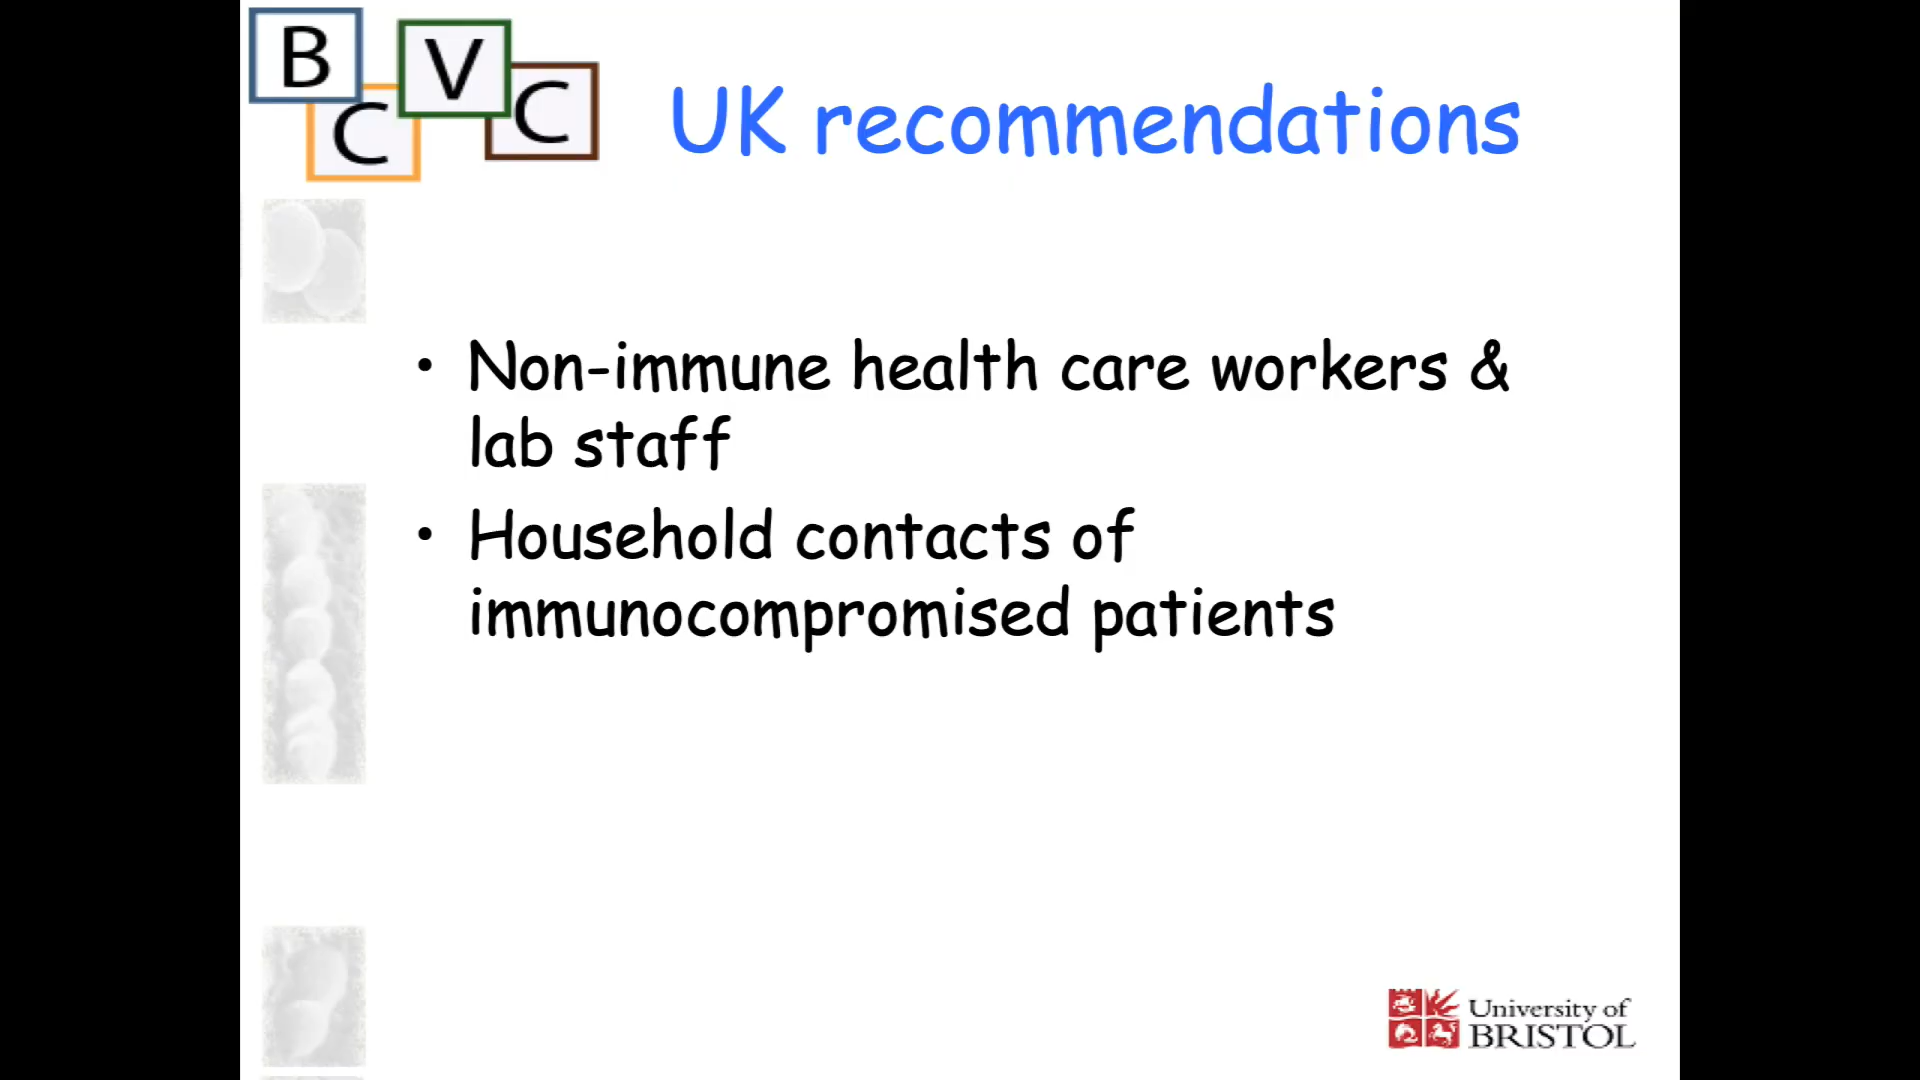 B
C
V
C
UK recommendations
• Non-immune health care workers &
lab staff
• Household contacts of
immunocompromised patients
University of
BRISTOL